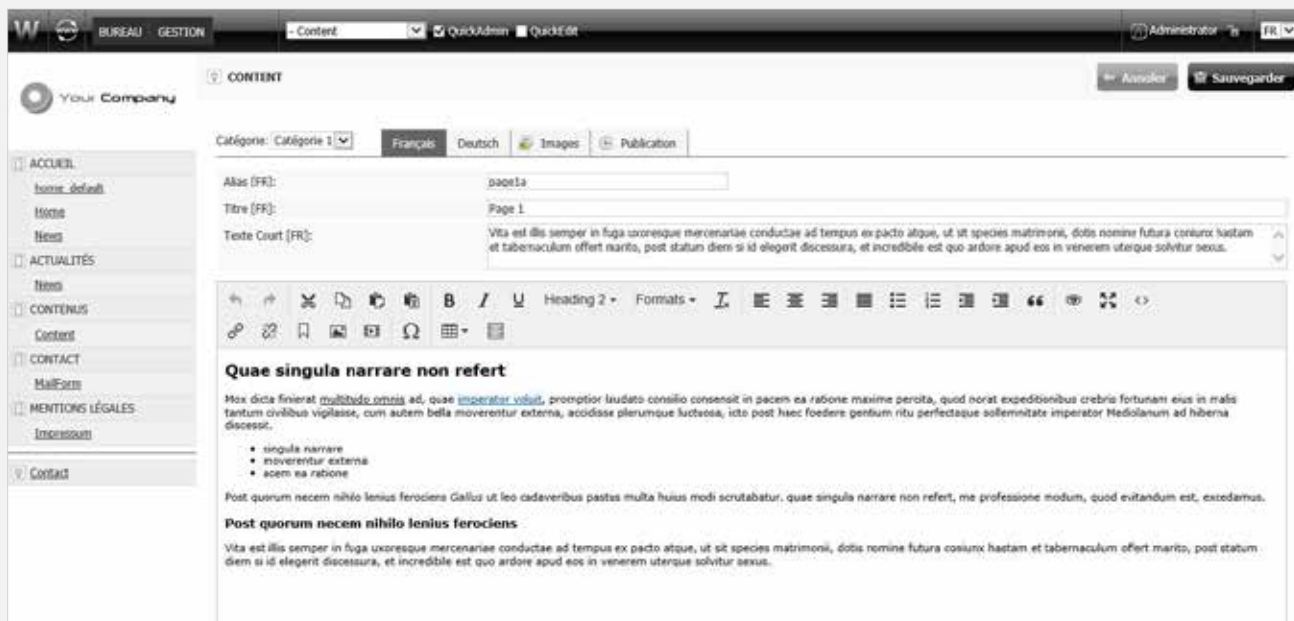 W www BUREAU GESTION - Content QuickAdmin QuickEdit Administrator FR
Your Company
CONTENT Annuler Sauvegarder
Catégorie: Catégorie 1 Français Deutsch Images Publication
ACCUEIL
home_default
Home
News
ACTUALITÉS
News
CONTENUS
Content
CONTACT
MailForm
MENTIONS LÉGALES
Impressum
Contact
Alias [FR]: page1a
Titre [FR]: Page 1
Texte Court [FR]: Vita est illis semper in fuga uxoresque mercenariae conductae ad tempus ex pacto atque, ut sit species matrimonii, dotis nomine futura coniunx hastam
et tabernaculum offert marito, post statum diem si id elegerit discessura, et incredibile est quo ardore apud eos in venerem uterque solvitur sexus.
B I U Heading 2 Formats
Quae singula narrare non refert
Mox dicta finierat multitudo omnis ad, quae imperator voluit, promptior laudato consilio consensit in pacem ea ratione maxime percita, quod norat expeditionibus crebris fortunam eius in malis
tantum civilibus vigilasse, cum autem bella moverentur externa, accidisse plerumque luctuosa, icto post haec foedere gentium ritu perfectaque sollemnitate imperator Mediolanum ad hiberna
discessit.
• singula narrare
• moverentur externa
• acem ea ratione
Post quorum necem nihilo lenius ferociens Gallus ut leo cadaveribus pastus multa huius modi scrutabatur. quae singula narrare non refert, me professione modum, quod evitandum est, excedamus.
Post quorum necem nihilo lenius ferociens
Vita est illis semper in fuga uxoresque mercenariae conductae ad tempus ex pacto atque, ut sit species matrimonii, dotis nomine futura coniunx hastam et tabernaculum offert marito, post statum
diem si id elegerit discessura, et incredibile est quo ardore apud eos in venerem uterque solvitur sexus.